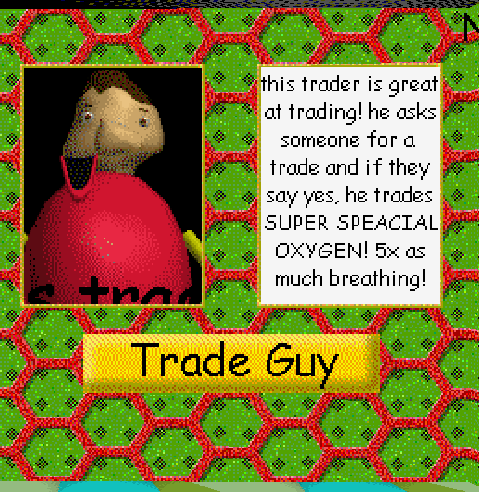 this trader is great
at trading! he asks
someone for a
trade and if they
say yes, he trades
SUPER SPEACIAL
OXYGEN! 5x as
much breathing!
s trad
Trade Guy